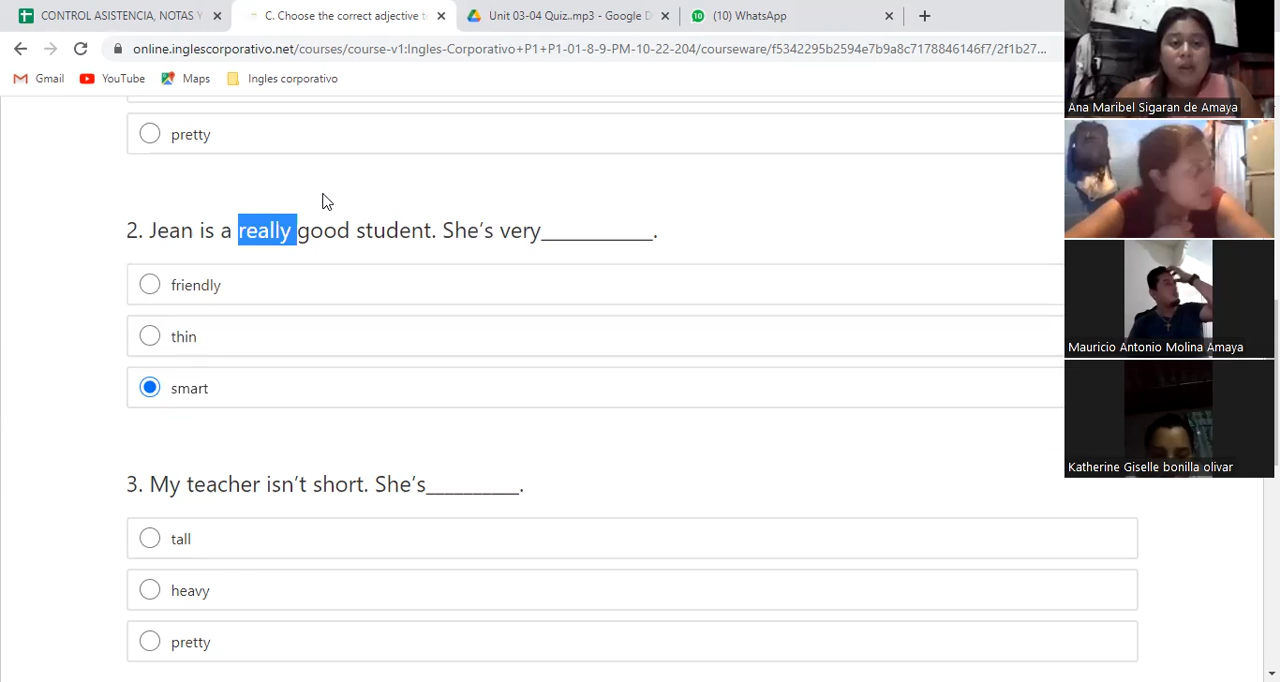 CONTROL ASISTENCIA, NOTAS Y
C. Choose the correct adjective t
Unit 03-04 Quiz..mp3 - Google D
(10) WhatsApp
online.inglescorporativo.net/courses/course-v1:Ingles-Corporativo+P1+P1-01-8-9-PM-10-22-204/courseware/f5342295b2594e7b9a8c7178846146f7/2f1b27...
Gmail
YouTube
Maps
Ingles corporativo
Ana Maribel Sigaran de Amaya
pretty
2. Jean is a really good student. She's very___________.
friendly
thin
Mauricio Antonio Molina Amaya
smart
Katherine Giselle bonilla olivar
3. My teacher isn't short. She's_________.
tall
heavy
pretty